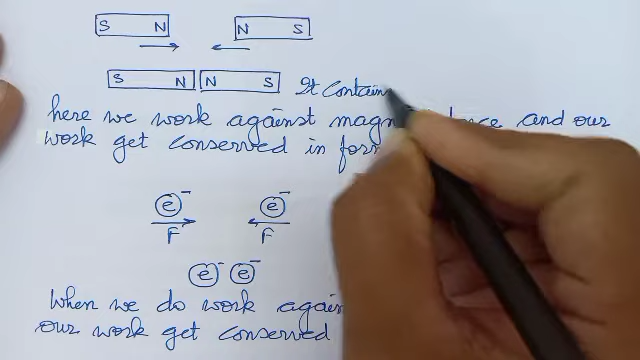 S N N S
S N N S It Contain
here we work against magn and our
work get conserved in for
e⁻ e⁻
F F
e⁻ e⁻
When we do work again
our work get conserved